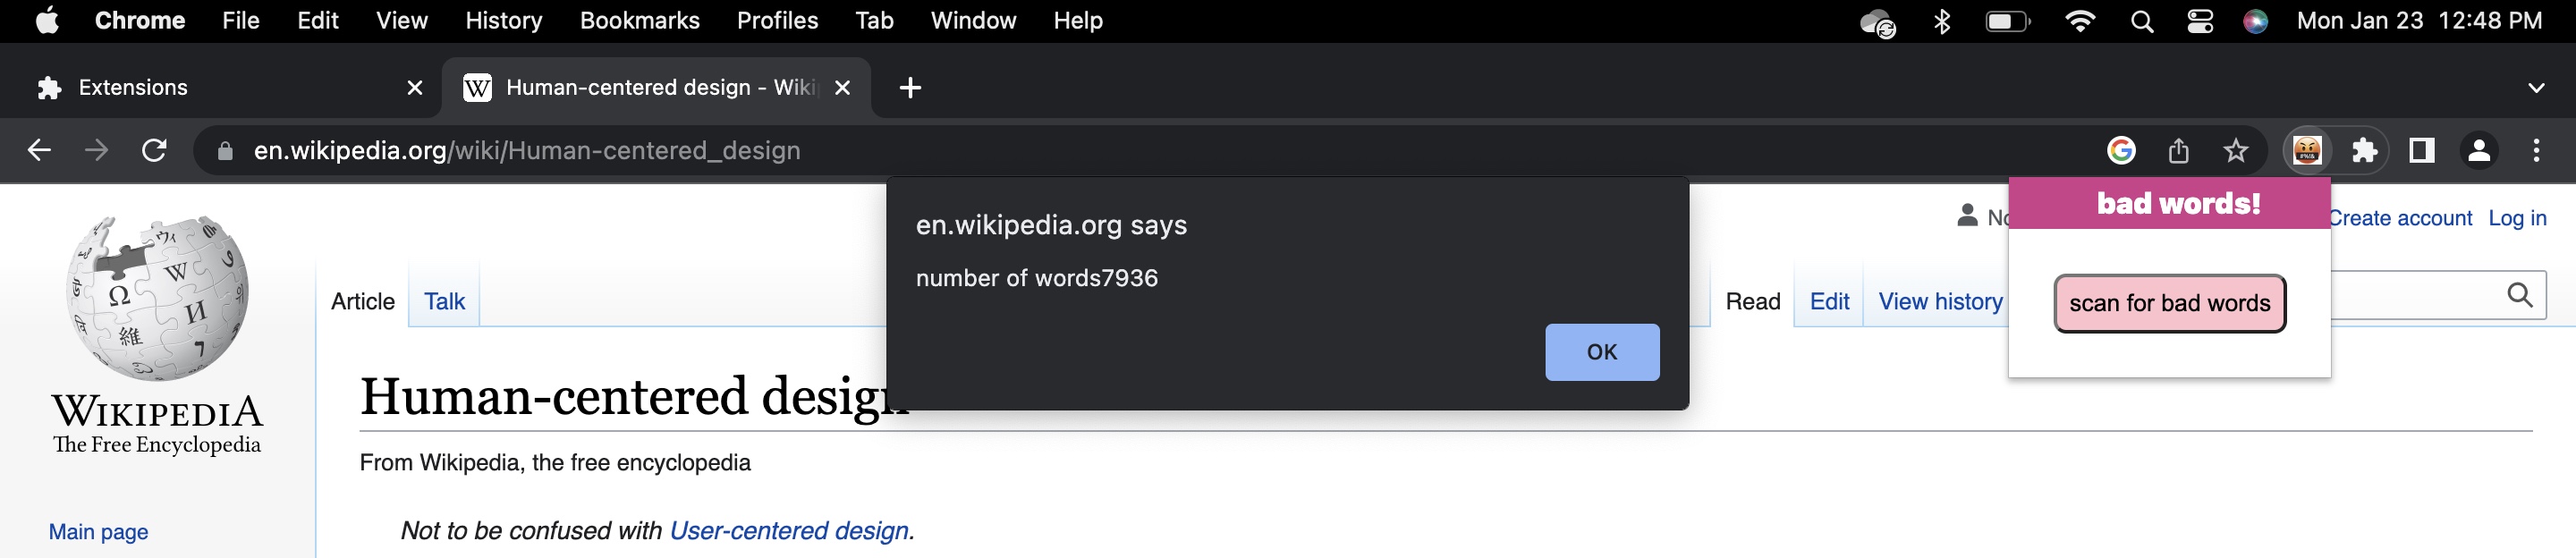 Chrome File Edit View History Bookmarks Profiles Tab Window Help Mon Jan 23 12:48 PM
Extensions Human-centered design - Wiki
en.wikipedia.org/wiki/Human-centered_design
bad words!
en.wikipedia.org says
No Create account Log in
number of words7936
Article Talk Read Edit View history scan for bad words
OK
Human-centered design
WIKIPEDIA
The Free Encyclopedia
From Wikipedia, the free encyclopedia
Not to be confused with User-centered design.
Main page